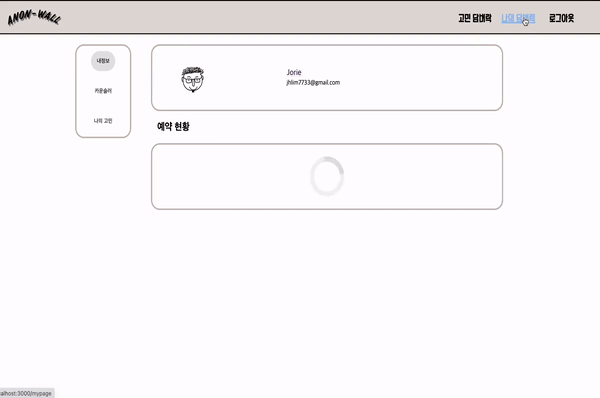 ANON-WALL
고민 담벼락
나의 담벼락
로그아웃
내정보
카운슬러
나의 고민
Jorie
jhlim7733@gmail.com
예약 현황
alhost:3000/mypage